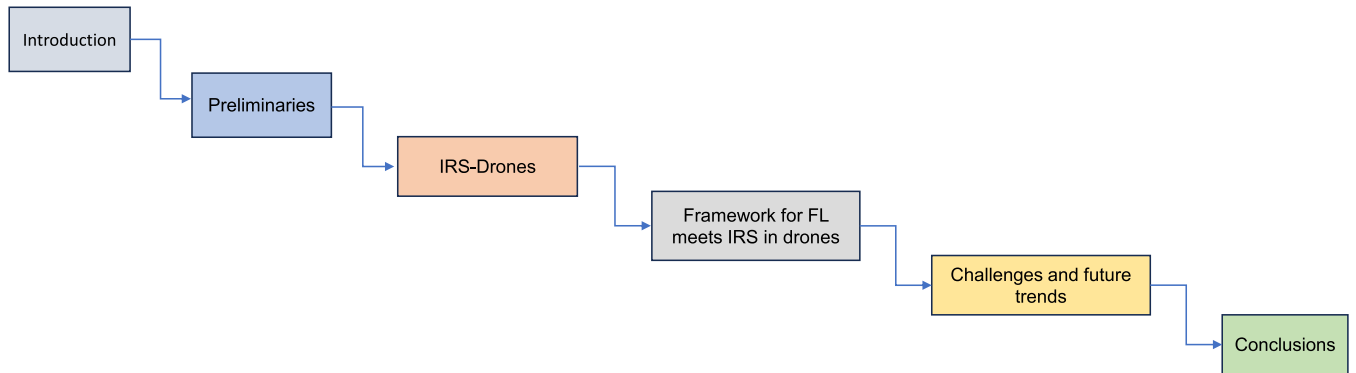 Introduction
Preliminaries
IRS-Drones
Framework for FL
meets IRS in drones
Challenges and future
trends
Conclusions